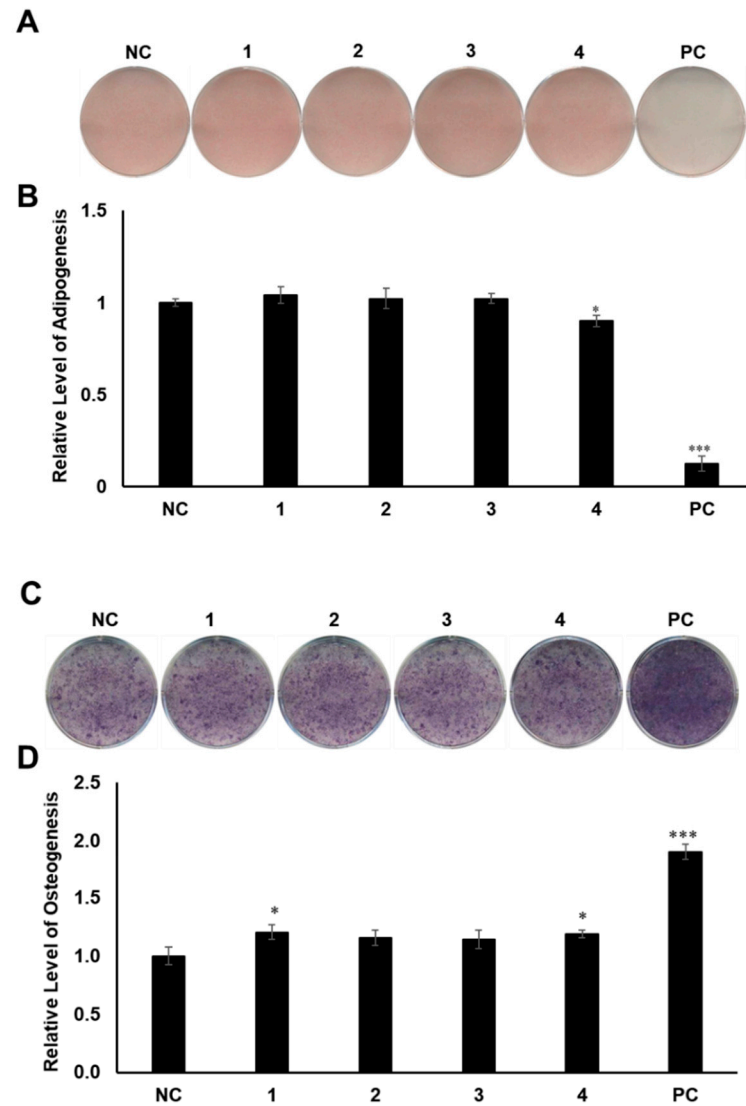 A
NC 1 2 3 4 PC
B
Relative Level of Adipogenesis
1.5
1
0.5
0
*
***
NC 1 2 3 4 PC
C
NC 1 2 3 4 PC
D
Relative Level of Osteogenesis
2.5
2.0
1.5
1.0
0.5
0.0
*
*
***
NC 1 2 3 4 PC